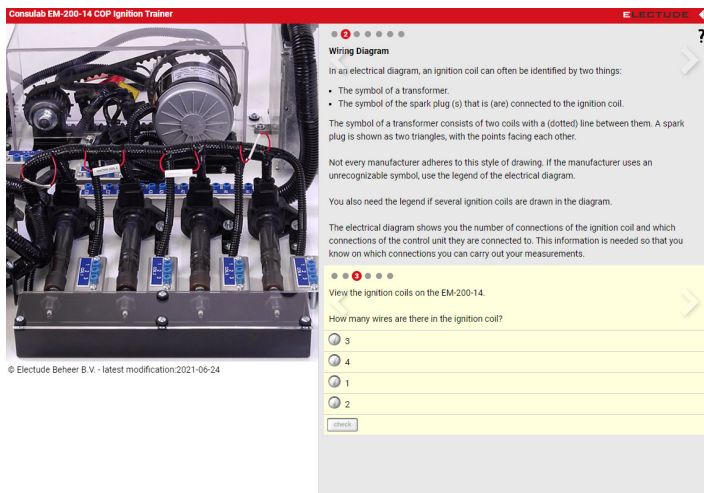 Consulab EM-200-14 COP Ignition Trainer
ELECTUDE
2
?
Wiring Diagram
In an electrical diagram, an ignition coil can often be identified by two things:
• The symbol of a transformer.
• The symbol of the spark plug (s) that is (are) connected to the ignition coil.
The symbol of a transformer consists of two coils with a (dotted) line between them. A spark
plug is shown as two triangles, with the points facing each other.
Not every manufacturer adheres to this style of drawing. If the manufacturer uses an
unrecognizable symbol, use the legend of the electrical diagram.
You also need the legend if several ignition coils are drawn in the diagram.
The electrical diagram shows you the number of connections of the ignition coil and which
connections of the control unit they are connected to. This information is needed so that you
know on which connections you can carry out your measurements.
3
View the ignition coils on the EM-200-14.
How many wires are there in the ignition coil?
3
4
1
2
check
© Electude Beheer B.V. - latest modification:2021-06-24